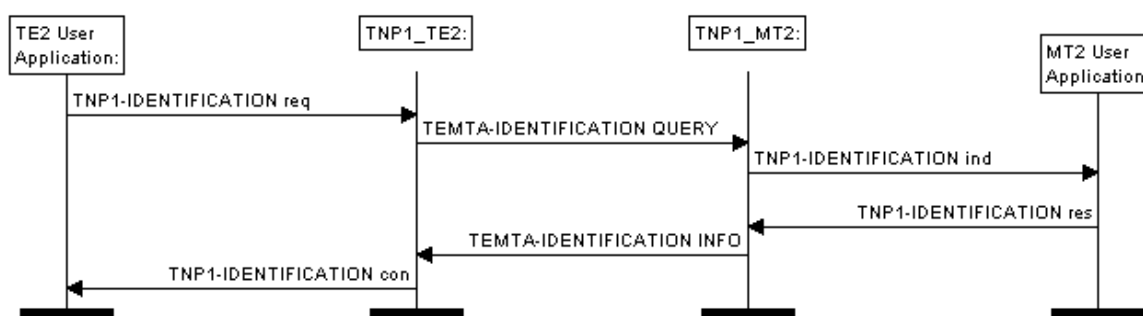 TE2 User
Application:
TNP1_TE2:
TNP1_MT2:
MT2 User
Application
TNP1-IDENTIFICATION req
TEMTA-IDENTIFICATION QUERY
TNP1-IDENTIFICATION ind
TNP1-IDENTIFICATION res
TEMTA-IDENTIFICATION INFO
TNP1-IDENTIFICATION con